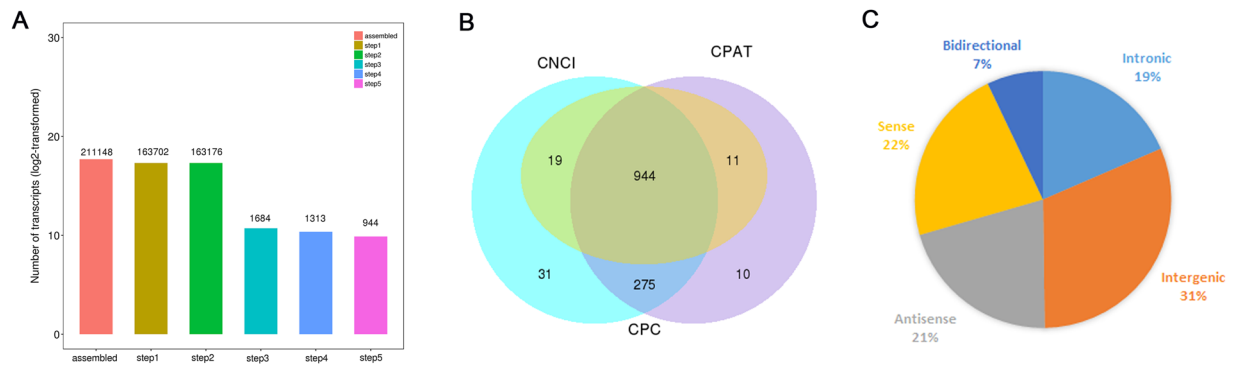 A
Number of transcripts (log2-transformed)
30
20
10
0
211148
163702
163176
1684
1313
944
assembled
step1
step2
step3
step4
step5
assembled
step1
step2
step3
step4
step5
B
CNCI
CPAT
19
11
944
31
275
10
CPC
C
Bidirectional
7%
Intronic
19%
Sense
22%
Intergenic
31%
Antisense
21%